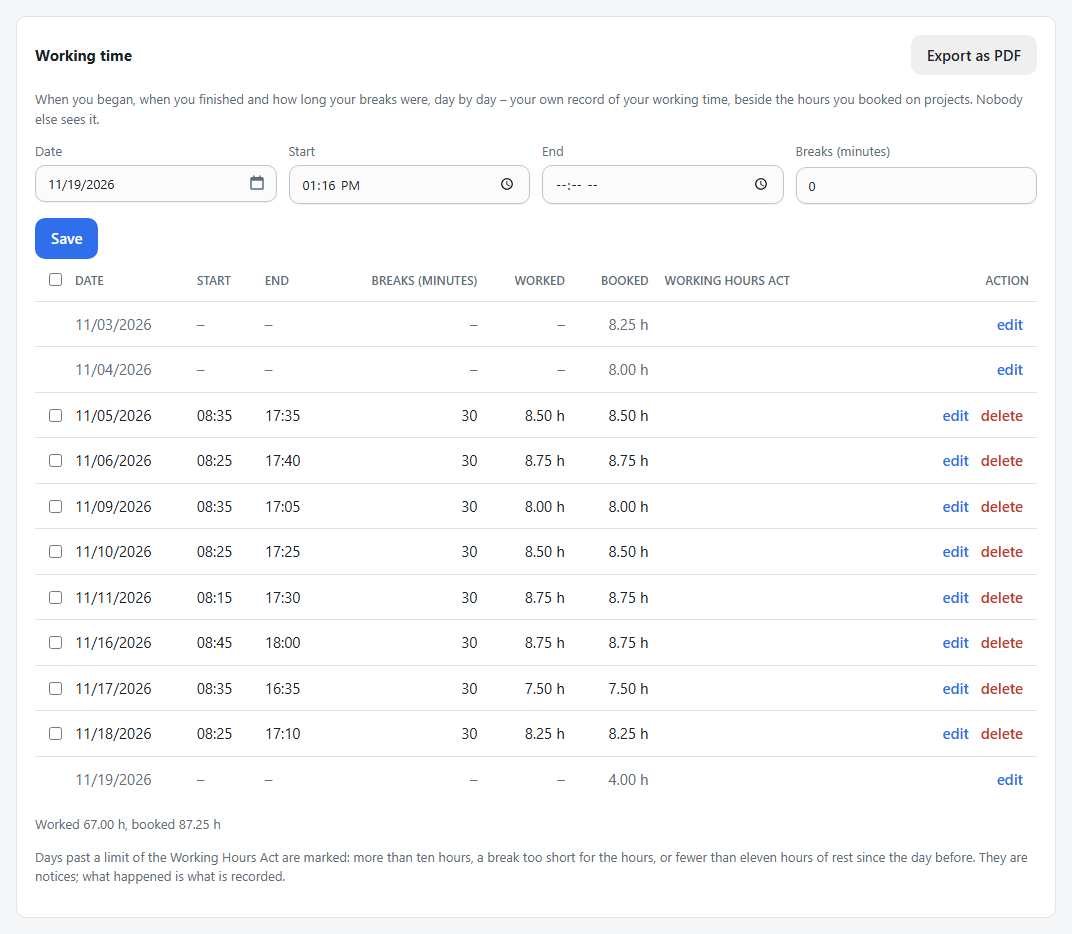 Working time
Export as PDF
When you began, when you finished and how long your breaks were, day by day – your own record of your working time, beside the hours you booked on projects. Nobody
else sees it.
Date Start End Breaks (minutes)
11/19/2026 01:16 PM --:-- -- 0
Save
DATE START END BREAKS (MINUTES) WORKED BOOKED WORKING HOURS ACT ACTION
11/03/2026 – – – – 8.25 h edit
11/04/2026 – – – – 8.00 h edit
11/05/2026 08:35 17:35 30 8.50 h 8.50 h edit delete
11/06/2026 08:25 17:40 30 8.75 h 8.75 h edit delete
11/09/2026 08:35 17:05 30 8.00 h 8.00 h edit delete
11/10/2026 08:25 17:25 30 8.50 h 8.50 h edit delete
11/11/2026 08:15 17:30 30 8.75 h 8.75 h edit delete
11/16/2026 08:45 18:00 30 8.75 h 8.75 h edit delete
11/17/2026 08:35 16:35 30 7.50 h 7.50 h edit delete
11/18/2026 08:25 17:10 30 8.25 h 8.25 h edit delete
11/19/2026 – – – – 4.00 h edit
Worked 67.00 h, booked 87.25 h
Days past a limit of the Working Hours Act are marked: more than ten hours, a break too short for the hours, or fewer than eleven hours of rest since the day before. They are
notices; what happened is what is recorded.